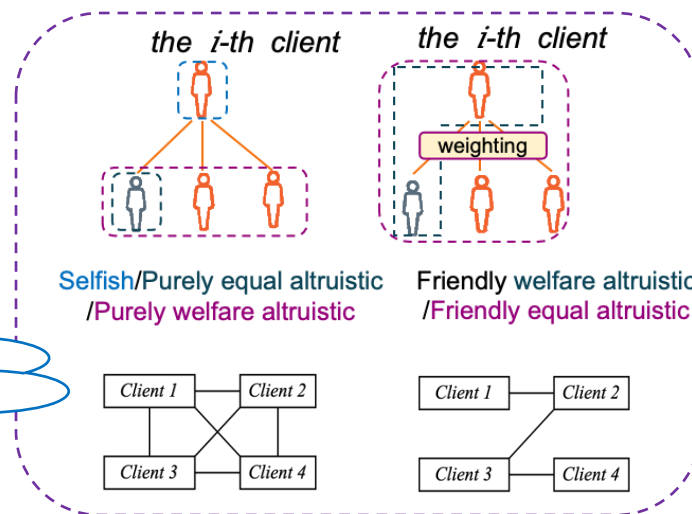 the i-th client
the i-th client
weighting
Selfish/Purely equal altruistic
/Purely welfare altruistic
Friendly welfare altruistic
/Friendly equal altruistic
Client 1
Client 2
Client 3
Client 4
Client 1
Client 2
Client 3
Client 4